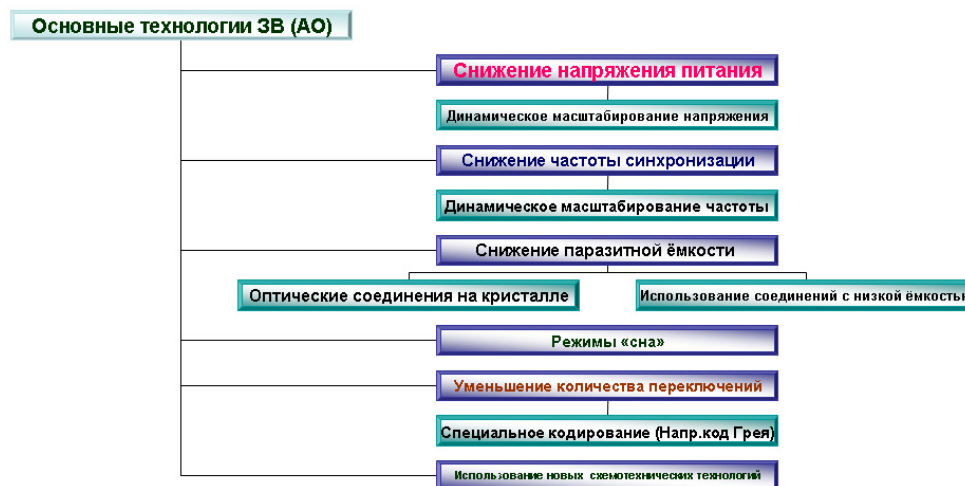 Основные технологии ЗВ (АО)
Снижение напряжения питания
Динамическое масштабирование напряжения
Снижение частоты синхронизации
Динамическое масштабирование частоты
Снижение паразитной ёмкости
Оптические соединения на кристалле
Использование соединений с низкой ёмкостью
Режимы «сна»
Уменьшение количества переключений
Специальное кодирование (Напр.код Грея)
Использование новых схемотехнических технологий